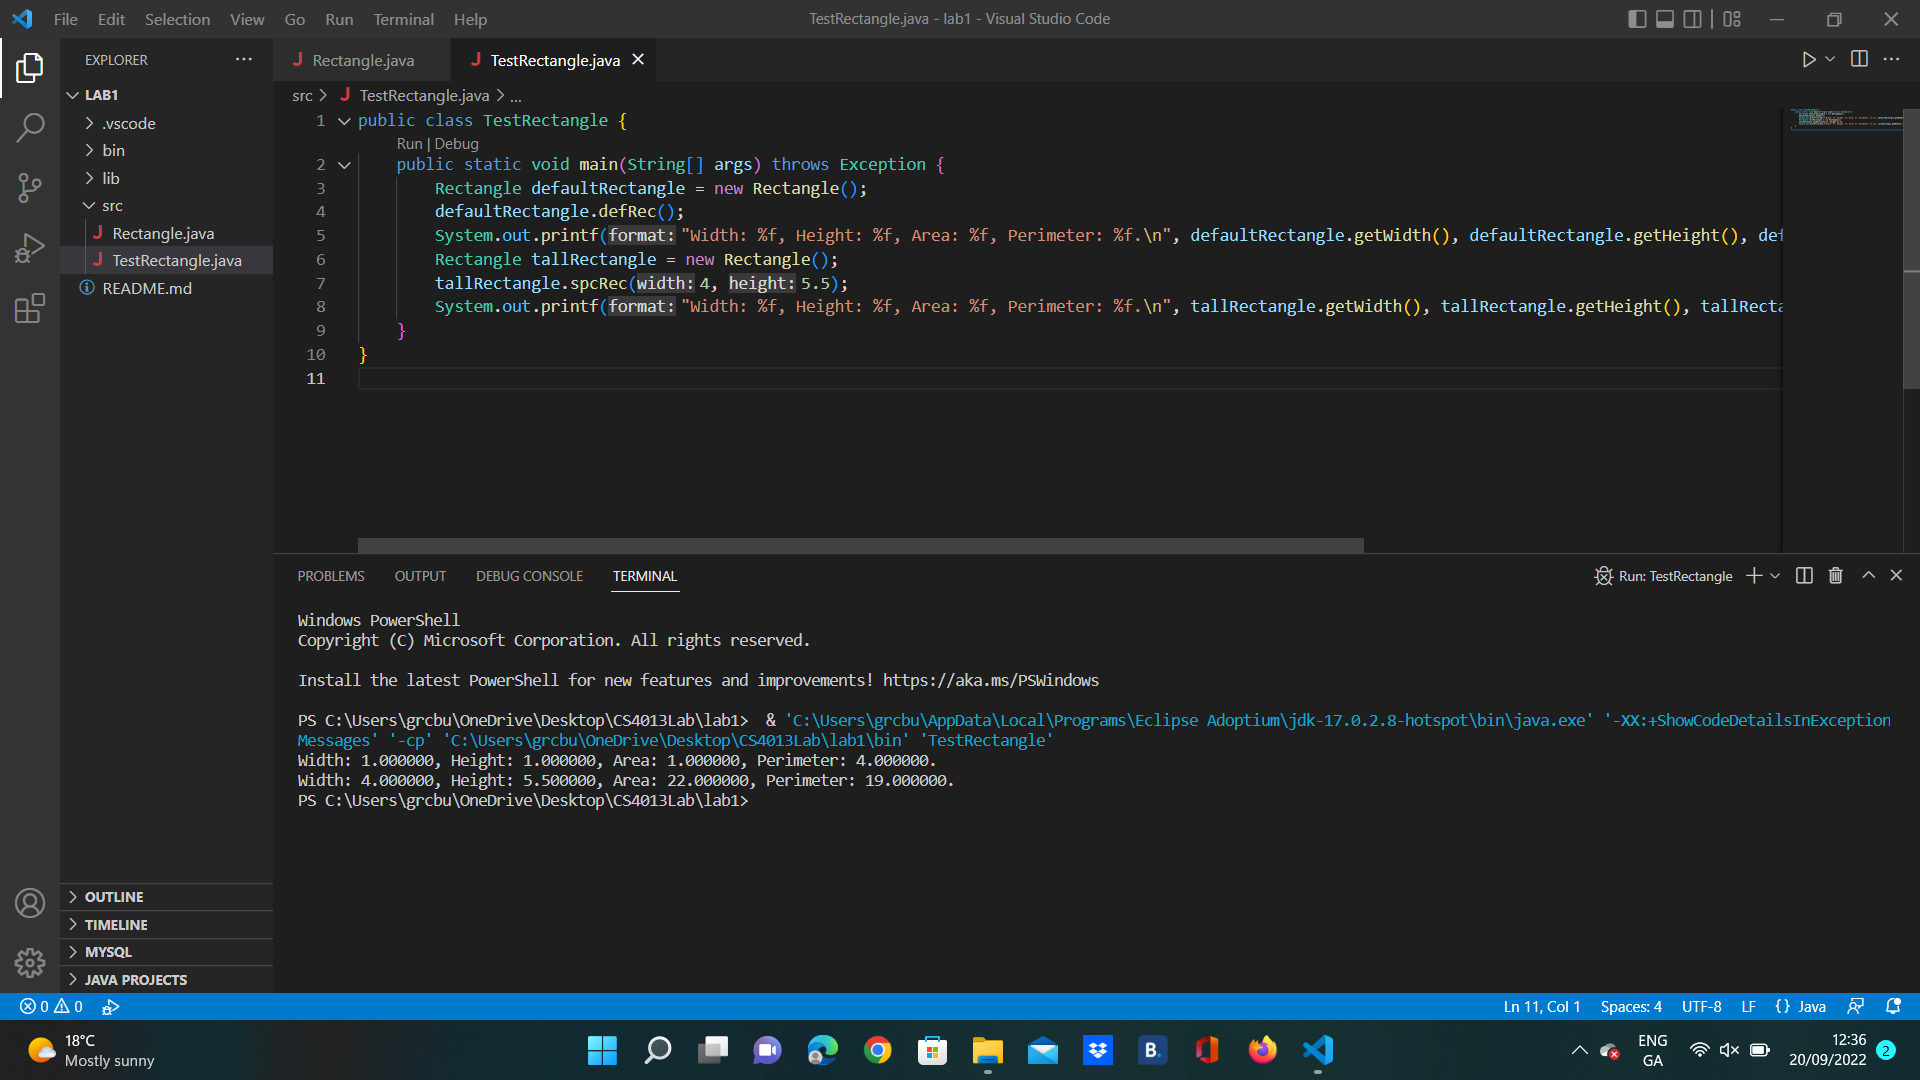 File Edit Selection View Go Run Terminal Help
TestRectangle.java - lab1 - Visual Studio Code
EXPLORER
LAB1
.vscode
bin
lib
src
Rectangle.java
TestRectangle.java
README.md
OUTLINE
TIMELINE
MYSQL
JAVA PROJECTS
Rectangle.java
TestRectangle.java
src > TestRectangle.java > ...
1 public class TestRectangle {
Run | Debug
2 public static void main(String[] args) throws Exception {
3 Rectangle defaultRectangle = new Rectangle();
4 defaultRectangle.defRec();
5 System.out.printf(format: "Width: %f, Height: %f, Area: %f, Perimeter: %f.\n", defaultRectangle.getWidth(), defaultRectangle.getHeight(), def
6 Rectangle tallRectangle = new Rectangle();
7 tallRectangle.spcRec(width: 4, height: 5.5);
8 System.out.printf(format: "Width: %f, Height: %f, Area: %f, Perimeter: %f.\n", tallRectangle.getWidth(), tallRectangle.getHeight(), tallRecta
9 }
10 }
11
PROBLEMS OUTPUT DEBUG CONSOLE TERMINAL
Run: TestRectangle
Windows PowerShell
Copyright (C) Microsoft Corporation. All rights reserved.
Install the latest PowerShell for new features and improvements! https://aka.ms/PSWindows
PS C:\Users\grcbu\OneDrive\Desktop\CS4013Lab\lab1>  & 'C:\Users\grcbu\AppData\Local\Programs\Eclipse Adoptium\jdk-17.0.2.8-hotspot\bin\java.exe' '-XX:+ShowCodeDetailsInException
Messages' '-cp' 'C:\Users\grcbu\OneDrive\Desktop\CS4013Lab\lab1\bin' 'TestRectangle'
Width: 1.000000, Height: 1.000000, Area: 1.000000, Perimeter: 4.000000.
Width: 4.000000, Height: 5.500000, Area: 22.000000, Perimeter: 19.000000.
PS C:\Users\grcbu\OneDrive\Desktop\CS4013Lab\lab1>
0 0
Ln 11, Col 1 Spaces: 4 UTF-8 LF {} Java
18°C
Mostly sunny
B.
ENG
GA
12:36
20/09/2022
2